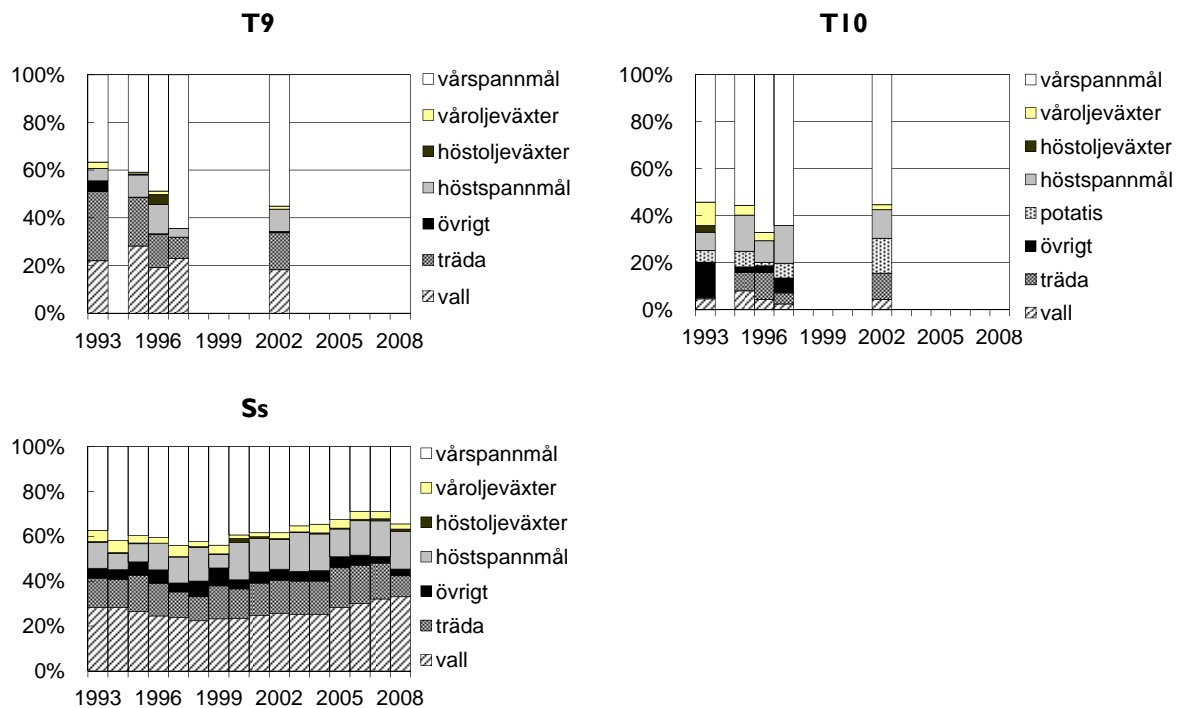 T9
100%
80%
60%
40%
20%
0%
1993 1996 1999 2002 2005 2008
vårspannmål
våroljeväxter
höstoljeväxter
höstspannmål
övrigt
träda
vall
T10
100%
80%
60%
40%
20%
0%
1993 1996 1999 2002 2005 2008
vårspannmål
våroljeväxter
höstoljeväxter
höstspannmål
potatis
övrigt
träda
vall
Ss
100%
80%
60%
40%
20%
0%
1993 1996 1999 2002 2005 2008
vårspannmål
våroljeväxter
höstoljeväxter
höstspannmål
övrigt
träda
vall